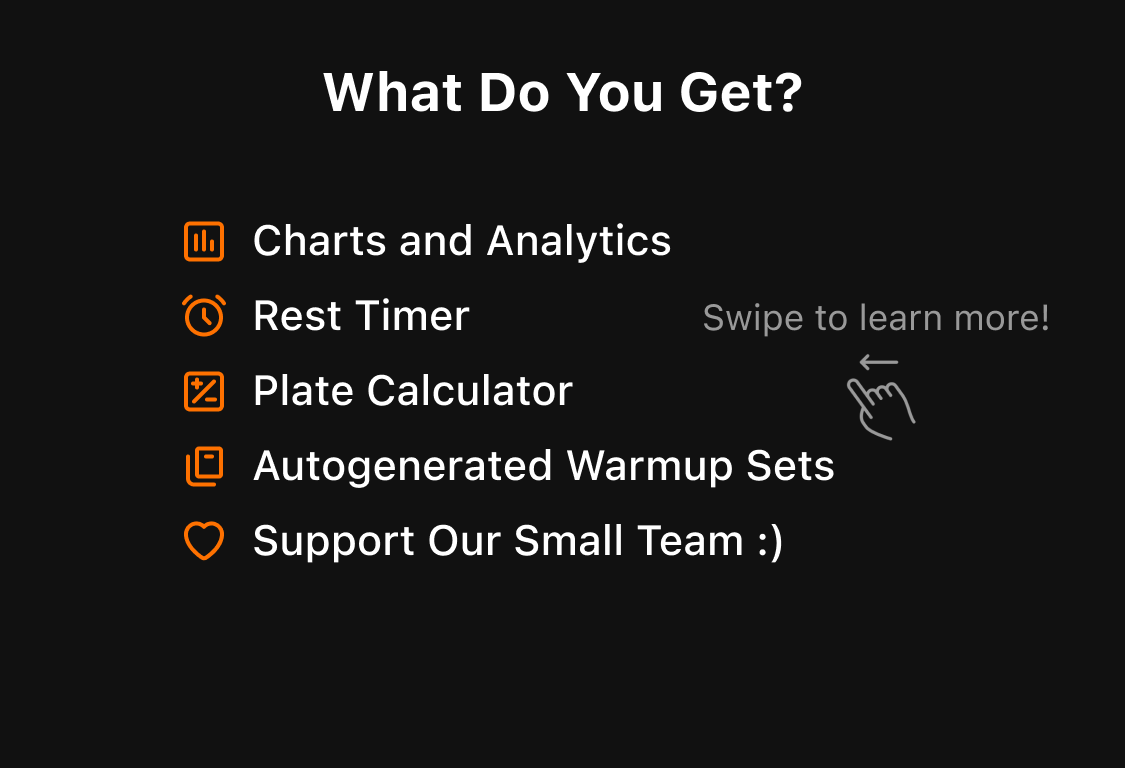 What Do You Get?
Charts and Analytics
Rest Timer
Swipe to learn more!
Plate Calculator
Autogenerated Warmup Sets
Support Our Small Team :)